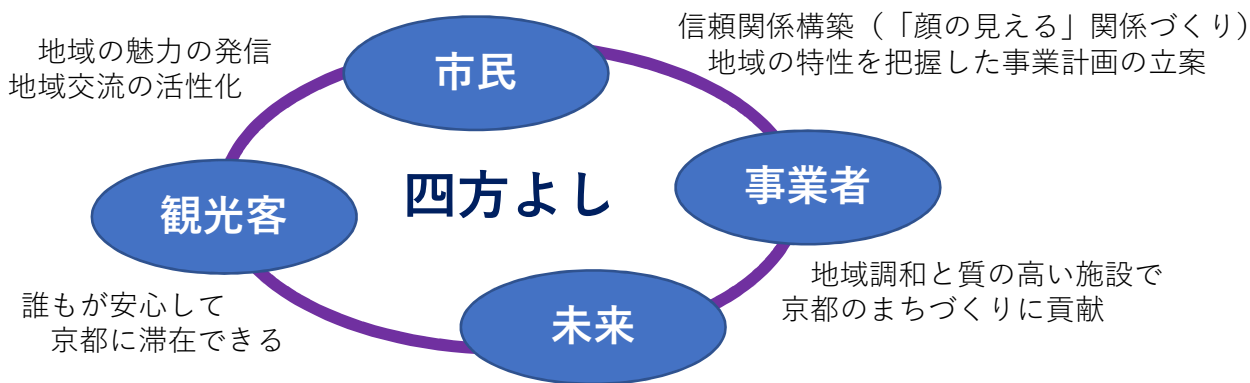 地域の魅力の発信
地域交流の活性化
市民
信頼関係構築（「顔の見える」関係づくり）
地域の特性を把握した事業計画の立案
観光客
四方よし
事業者
誰もが安心して
京都に滞在できる
未来
地域調和と質の高い施設で
京都のまちづくりに貢献